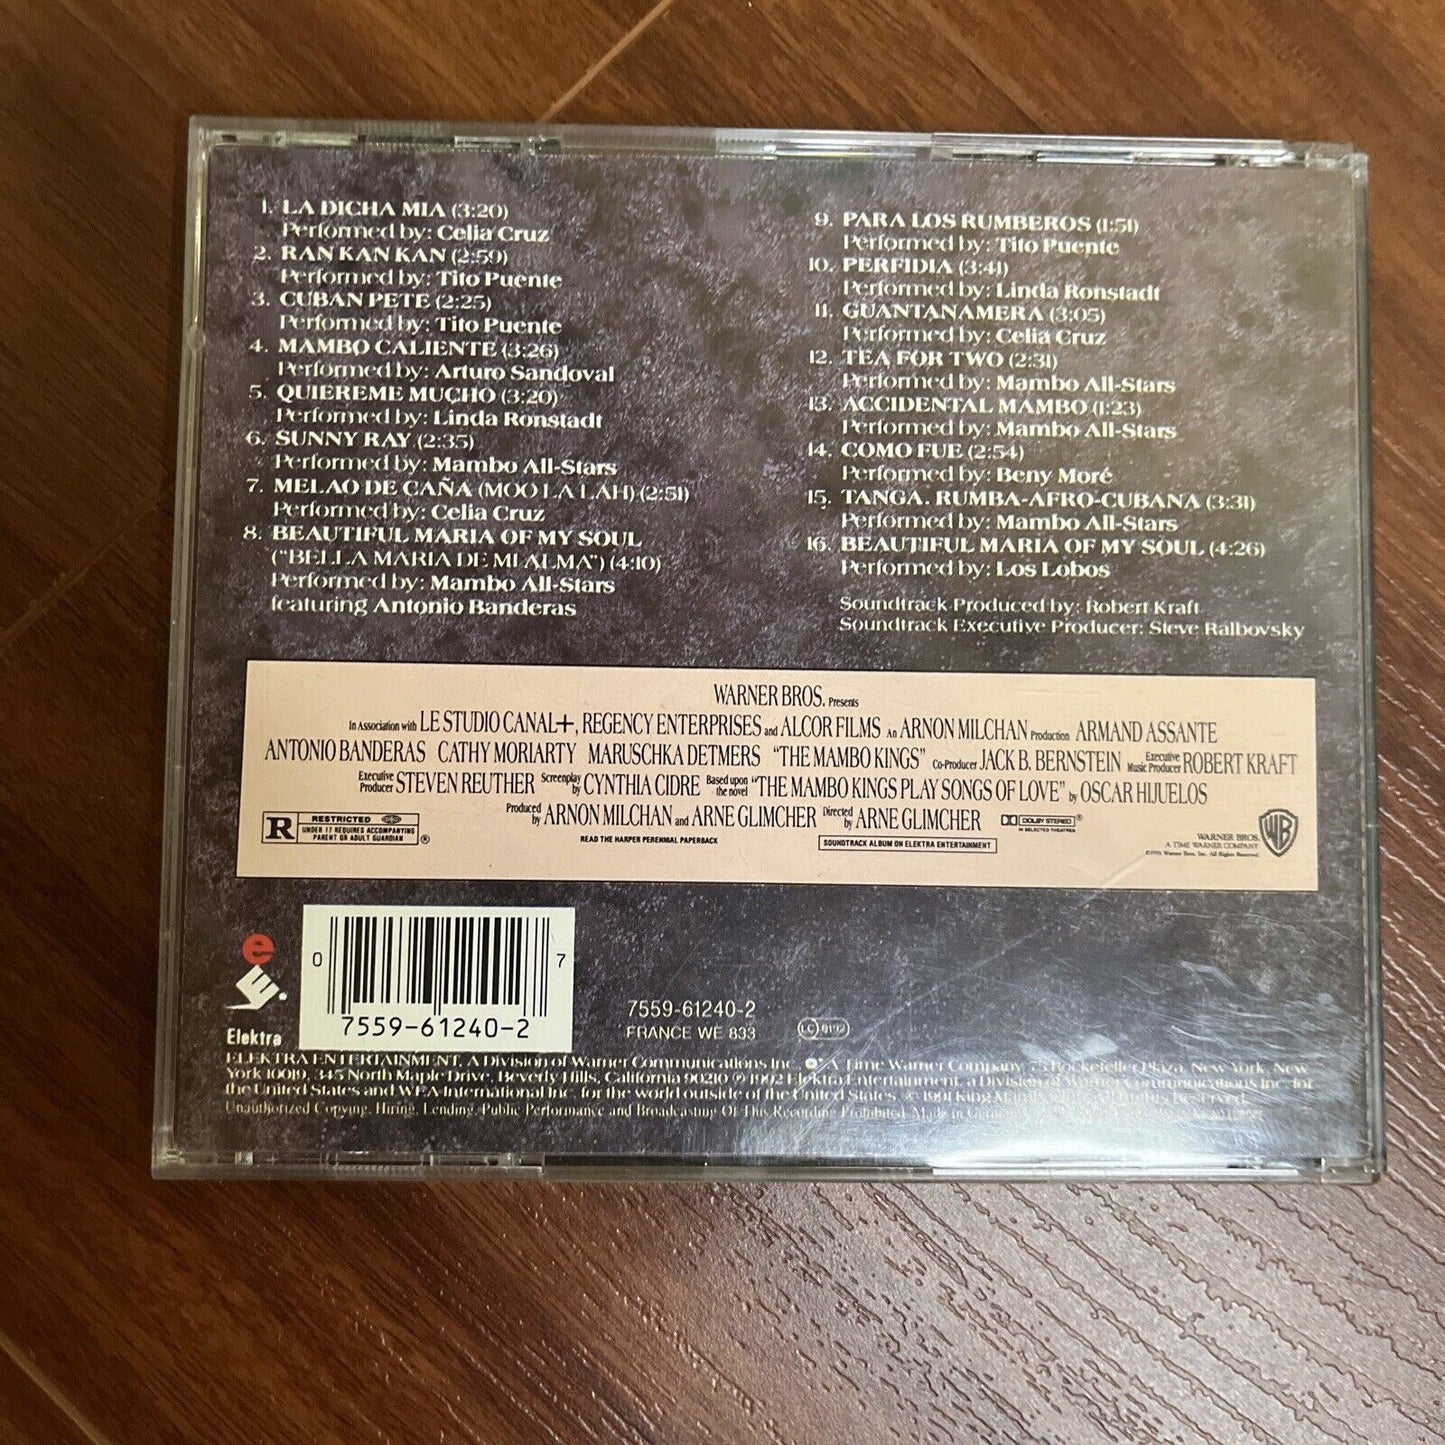 1. LA DICHA MIA (3:20)
Performed by: Celia Cruz
2. RAN KAN KAN (2:59)
Performed by: Tito Puente
3. CUBAN PETE (2:25)
Performed by: Tito Puente
4. MAMBO CALIENTE (3:26)
Performed by: Arturo Sandoval
5. QUIEREME MUCHO (3:20)
Performed by: Linda Ronstadt
6. SUNNY RAY (2:35)
Performed by: Mambo All-Stars
7. MELAO DE CAÑA (MOO LA LAH) (2:51)
Performed by: Celia Cruz
8. BEAUTIFUL MARIA OF MY SOUL
("BELLA MARIA DE MI ALMA") (4:10)
Performed by: Mambo All-Stars
featuring Antonio Banderas
9. PARA LOS RUMBEROS (1:51)
Performed by: Tito Puente
10. PERFIDIA (3:41)
Performed by: Linda Ronstadt
11. GUANTANAMERA (3:05)
Performed by: Celia Cruz
12. TEA FOR TWO (2:31)
Performed by: Mambo All-Stars
13. ACCIDENTAL MAMBO (1:23)
Performed by: Mambo All-Stars
14. COMO FUE (2:54)
Performed by: Beny Moré
15. TANGA, RUMBA-AFRO-CUBANA (3:31)
Performed by: Mambo All-Stars
16. BEAUTIFUL MARIA OF MY SOUL (4:26)
Performed by: Los Lobos
Soundtrack Produced by: Robert Kraft
Soundtrack Executive Producer: Steve Ralbovsky
WARNER BROS. Presents
In Association with LE STUDIO CANAL+, REGENCY ENTERPRISES and ALCOR FILMS An ARNON MILCHAN Production ARMAND ASSANTE
ANTONIO BANDERAS CATHY MORIARTY MARUSCHKA DETMERS "THE MAMBO KINGS" Co-Producer JACK B. BERNSTEIN Executive Music Producer ROBERT KRAFT
Executive Producer STEVEN REUTHER Screenplay by CYNTHIA CIDRE Based upon the novel "THE MAMBO KINGS PLAY SONGS OF LOVE" by OSCAR HIJUELOS
Produced by ARNON MILCHAN and ARNE GLIMCHER Directed by ARNE GLIMCHER DOLBY STEREO ® IN SELECTED THEATRES
R RESTRICTED
UNDER 17 REQUIRES ACCOMPANYING
PARENT OR ADULT GUARDIAN ®
READ THE HARPER PERENNIAL PAPERBACK
SOUNDTRACK ALBUM ON ELEKTRA ENTERTAINMENT
WARNER BROS.
A TIME WARNER COMPANY
©1991 Warner Bros. Inc. All Rights Reserved
WB
e
E.
Elektra
0 7
7559-61240-2
7559-61240-2
FRANCE WE 833
LC 0192
ELEKTRA ENTERTAINMENT, A Division of Warner Communications Inc. A Time Warner Company, 75 Rockefeller Plaza, New York, New
York 10019, 345 North Maple Drive, Beverly Hills, California 90210 ℗ 1992 Elektra Entertainment, a Division of Warner Communications Inc. for
the United States and WEA International Inc. for the world outside of the United States. © 1991 King Rights Reserved.
Unauthorized Copying, Hiring, Lending, Public Performance and Broadcasting Of This Recording Prohibited. Made in